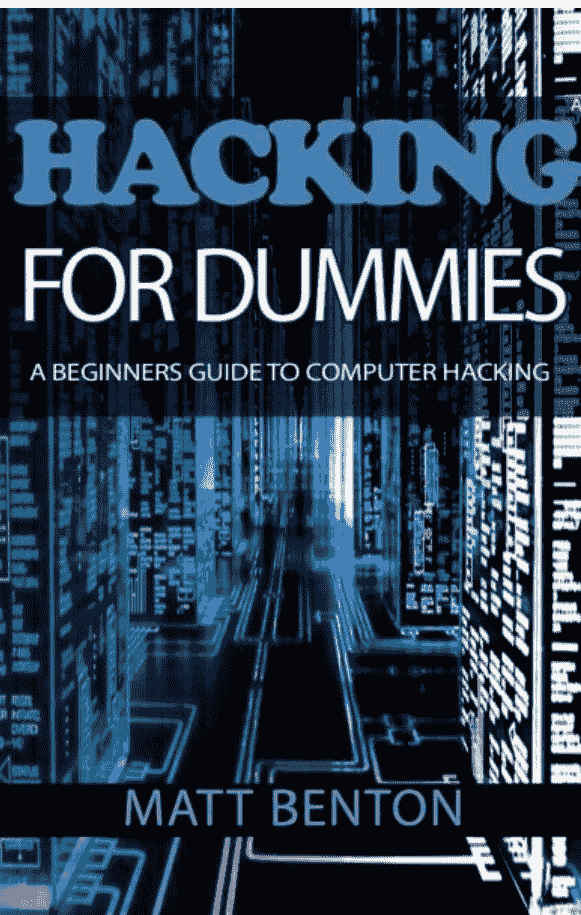 HACKING
FOR DUMMIES
A BEGINNERS GUIDE TO COMPUTER HACKING
MATT BENTON